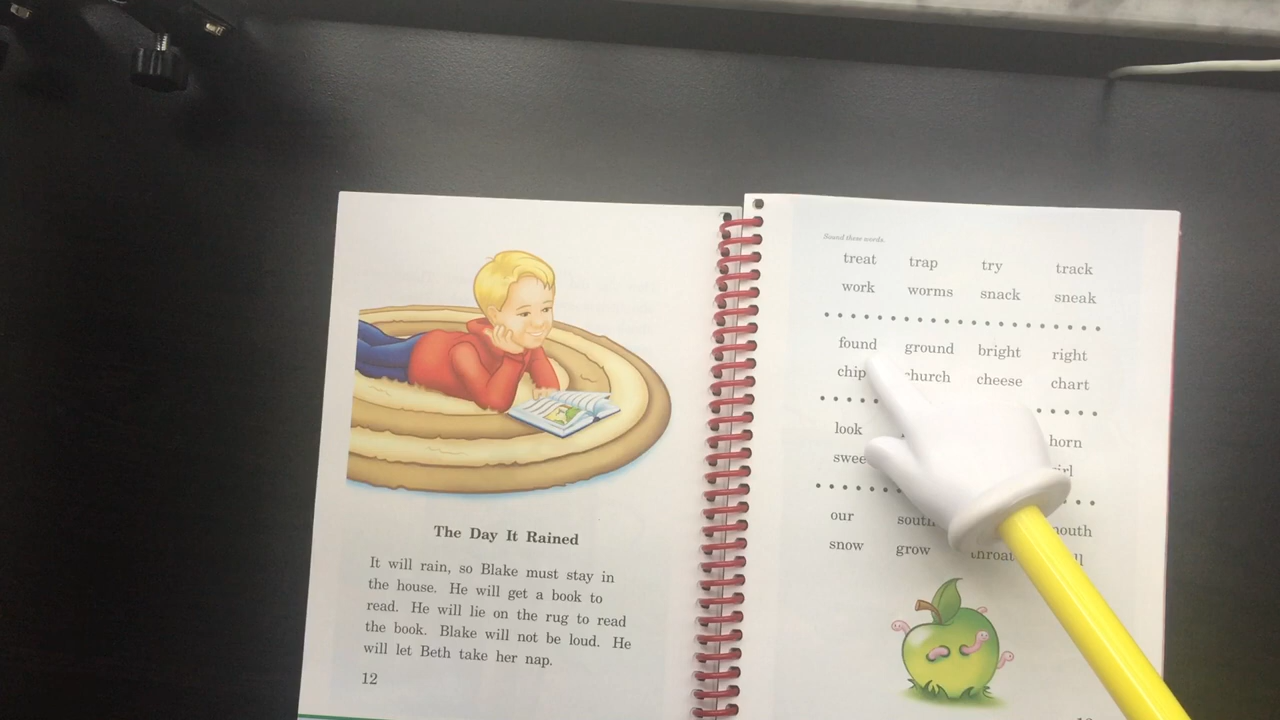 The Day It Rained
It will rain, so Blake must stay in
the house. He will get a book to
read. He will lie on the rug to read
the book. Blake will not be loud. He
will let Beth take her nap.
12
Sound these words.
treat trap try track
work worms snack sneak
found ground bright right
chip church cheese chart
look horn
our south
snow grow throat